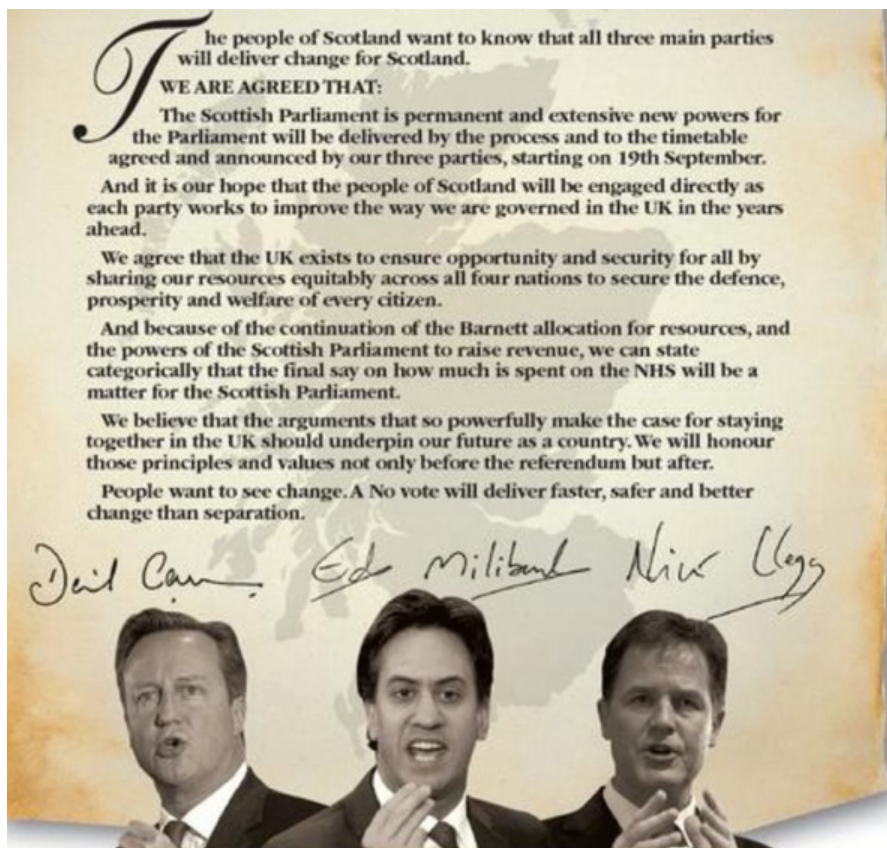 The people of Scotland want to know that all three main parties
will deliver change for Scotland.
WE ARE AGREED THAT:
The Scottish Parliament is permanent and extensive new powers for
the Parliament will be delivered by the process and to the timetable
agreed and announced by our three parties, starting on 19th September.
And it is our hope that the people of Scotland will be engaged directly as
each party works to improve the way we are governed in the UK in the years
ahead.
We agree that the UK exists to ensure opportunity and security for all by
sharing our resources equitably across all four nations to secure the defence,
prosperity and welfare of every citizen.
And because of the continuation of the Barnett allocation for resources, and
the powers of the Scottish Parliament to raise revenue, we can state
categorically that the final say on how much is spent on the NHS will be a
matter for the Scottish Parliament.
We believe that the arguments that so powerfully make the case for staying
together in the UK should underpin our future as a country. We will honour
those principles and values not only before the referendum but after.
People want to see change. A No vote will deliver faster, safer and better
change than separation.
David Cameron Ed Miliband Nick Clegg